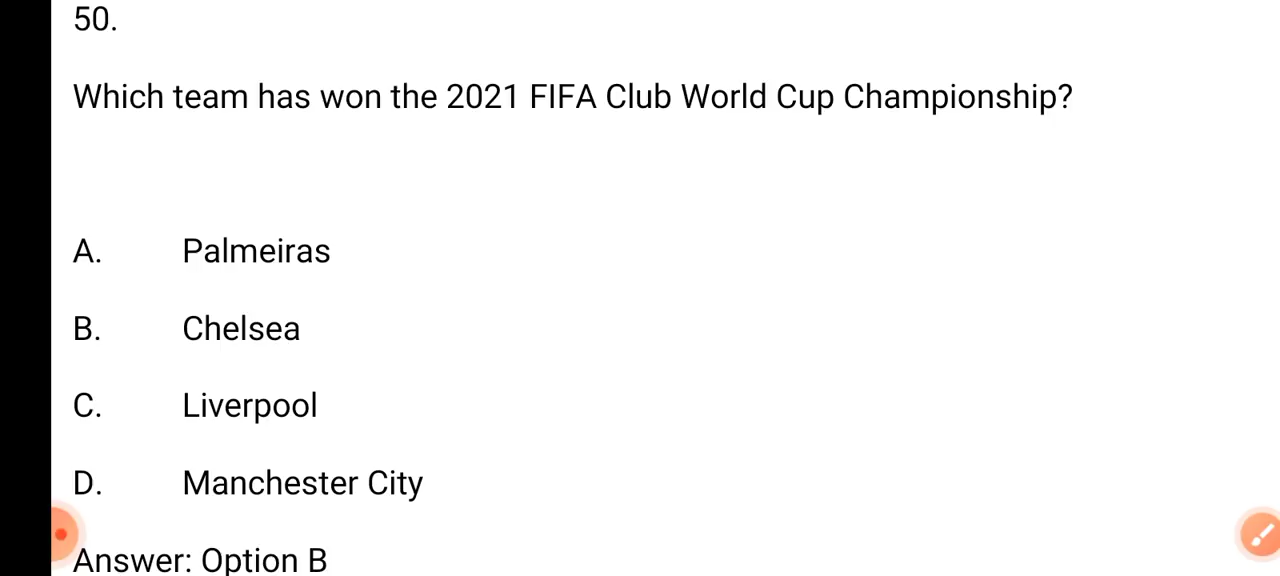 50.
Which team has won the 2021 FIFA Club World Cup Championship?
A. Palmeiras
B. Chelsea
C. Liverpool
D. Manchester City
Answer: Option B